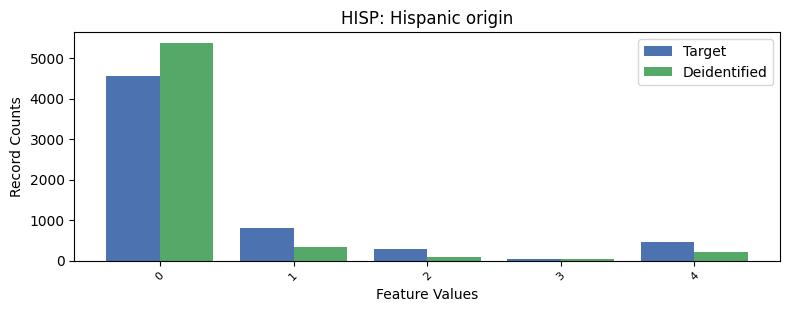 HISP: Hispanic origin
Target
Deidentified
Record Counts
5000
4000
3000
2000
1000
0
0 1 2 3 4
Feature Values